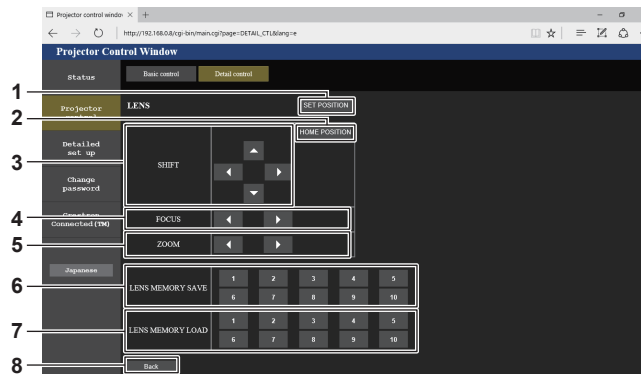 Projector control window
http://192.168.0.8/cgi-bin/main.cgi?page=DETAIL_CTL&lang=e
Projector Control Window
Status
Basic control
Detail control
1
Projector
LENS
SET POSITION
2
HOME POSITION
Detailed
set up
3
SHIFT
Change
password
4
FOCUS
Connected(TM)
5
ZOOM
Japanese
6
LENS MEMORY SAVE
1 2 3 4 5
6 7 8 9 10
7
LENS MEMORY LOAD
1 2 3 4 5
6 7 8 9 10
8
Back